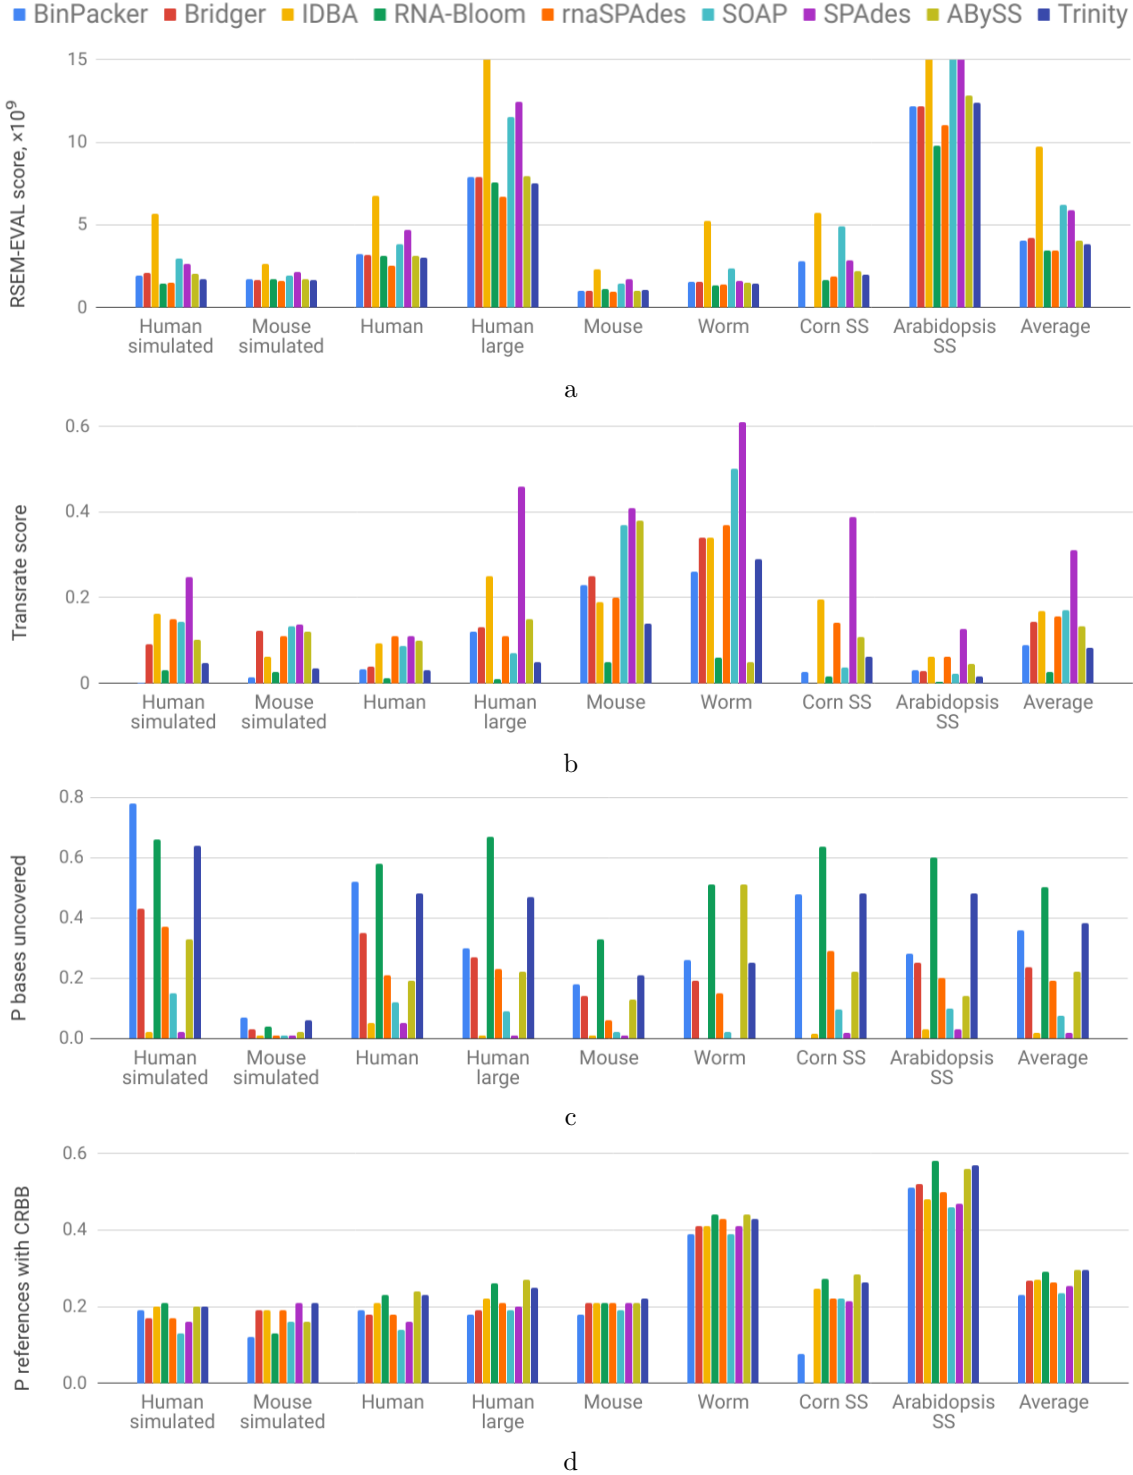 BinPacker Bridger IDBA RNA-Bloom rnaSPAdes SOAP SPAdes ABySS Trinity
RSEM-EVAL score, ×10⁹
15
10
5
0
Human simulated Mouse simulated Human Human large Mouse Worm Corn SS Arabidopsis SS Average
a
Transrate score
0.6
0.4
0.2
0
Human simulated Mouse simulated Human Human large Mouse Worm Corn SS Arabidopsis SS Average
b
P bases uncovered
0.8
0.6
0.4
0.2
0.0
Human simulated Mouse simulated Human Human large Mouse Worm Corn SS Arabidopsis SS Average
c
P references with CRBB
0.6
0.4
0.2
0.0
Human simulated Mouse simulated Human Human large Mouse Worm Corn SS Arabidopsis SS Average
d